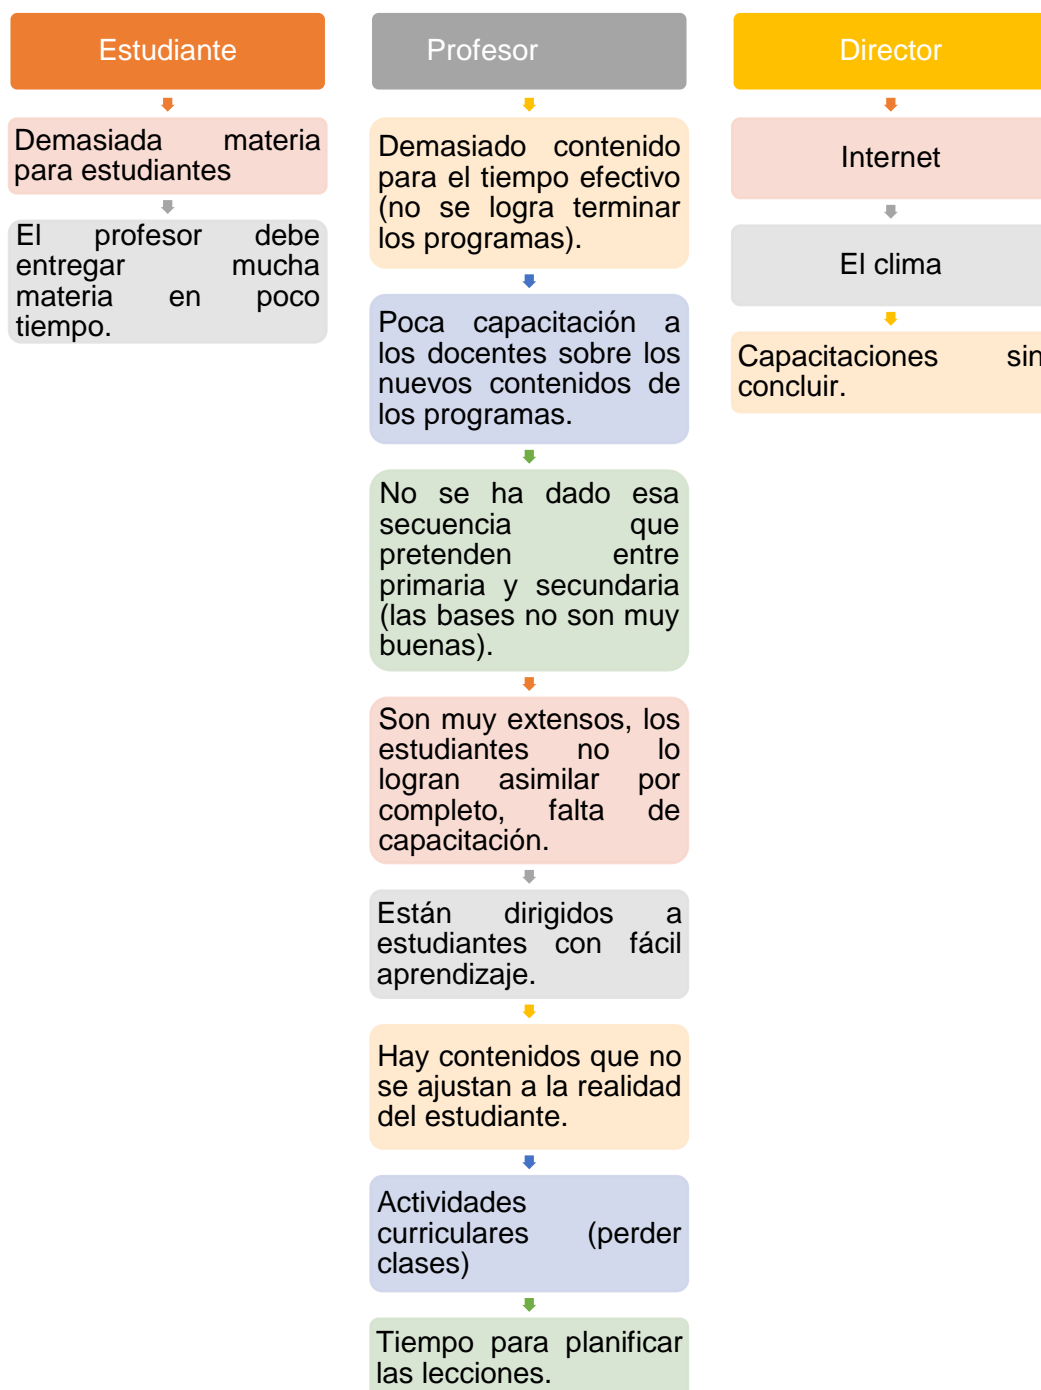 Estudiante
Demasiada materia
para estudiantes
El profesor debe
entregar mucha
materia en poco
tiempo.
Profesor
Demasiado contenido
para el tiempo efectivo
(no se logra terminar
los programas).
Poca capacitación a
los docentes sobre los
nuevos contenidos de
los programas.
No se ha dado esa
secuencia que
pretenden entre
primaria y secundaria
(las bases no son muy
buenas).
Son muy extensos, los
estudiantes no lo
logran asimilar por
completo, falta de
capacitación.
Están dirigidos a
estudiantes con fácil
aprendizaje.
Hay contenidos que no
se ajustan a la realidad
del estudiante.
Actividades
curriculares (perder
clases)
Tiempo para planificar
las lecciones.
Director
Internet
El clima
Capacitaciones sin
concluir.